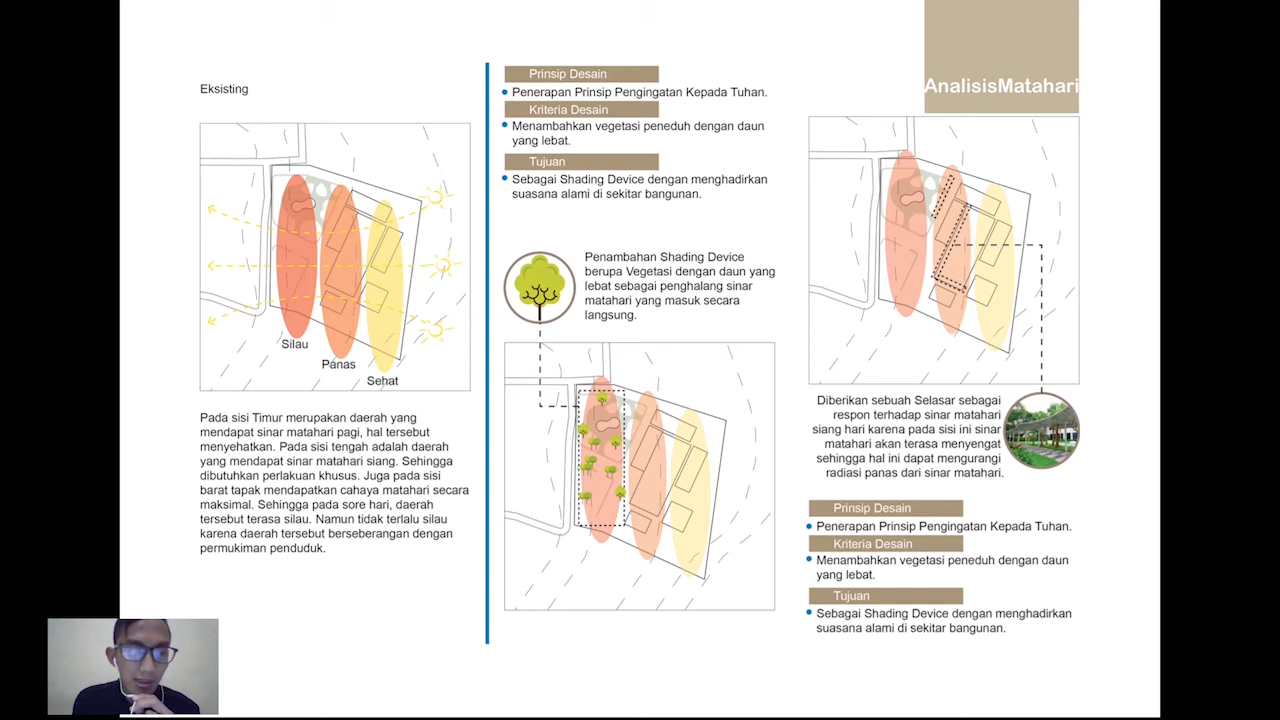 Eksisting
Silau
Panas
Sehat
Pada sisi Timur merupakan daerah yang
mendapat sinar matahari pagi, hal tersebut
menyehatkan. Pada sisi tengah adalah daerah
yang mendapat sinar matahari siang. Sehingga
dibutuhkan perlakuan khusus. Juga pada sisi
barat tapak mendapatkan cahaya matahari secara
maksimal. Sehingga pada sore hari, daerah
tersebut terasa silau. Namun tidak terlalu silau
karena daerah tersebut berseberangan dengan
permukiman penduduk.
Prinsip Desain
Penerapan Prinsip Pengingatan Kepada Tuhan.
Kriteria Desain
Menambahkan vegetasi peneduh dengan daun
yang lebat.
Tujuan
Sebagai Shading Device dengan menghadirkan
suasana alami di sekitar bangunan.
Penambahan Shading Device
berupa Vegetasi dengan daun yang
lebat sebagai penghalang sinar
matahari yang masuk secara
langsung.
AnalisisMatahari
Diberikan sebuah Selasar sebagai
respon terhadap sinar matahari
siang hari karena pada sisi ini sinar
matahari akan terasa menyengat
sehingga hal ini dapat mengurangi
radiasi panas dari sinar matahari.
Prinsip Desain
Penerapan Prinsip Pengingatan Kepada Tuhan.
Kriteria Desain
Menambahkan vegetasi peneduh dengan daun
yang lebat.
Tujuan
Sebagai Shading Device dengan menghadirkan
suasana alami di sekitar bangunan.